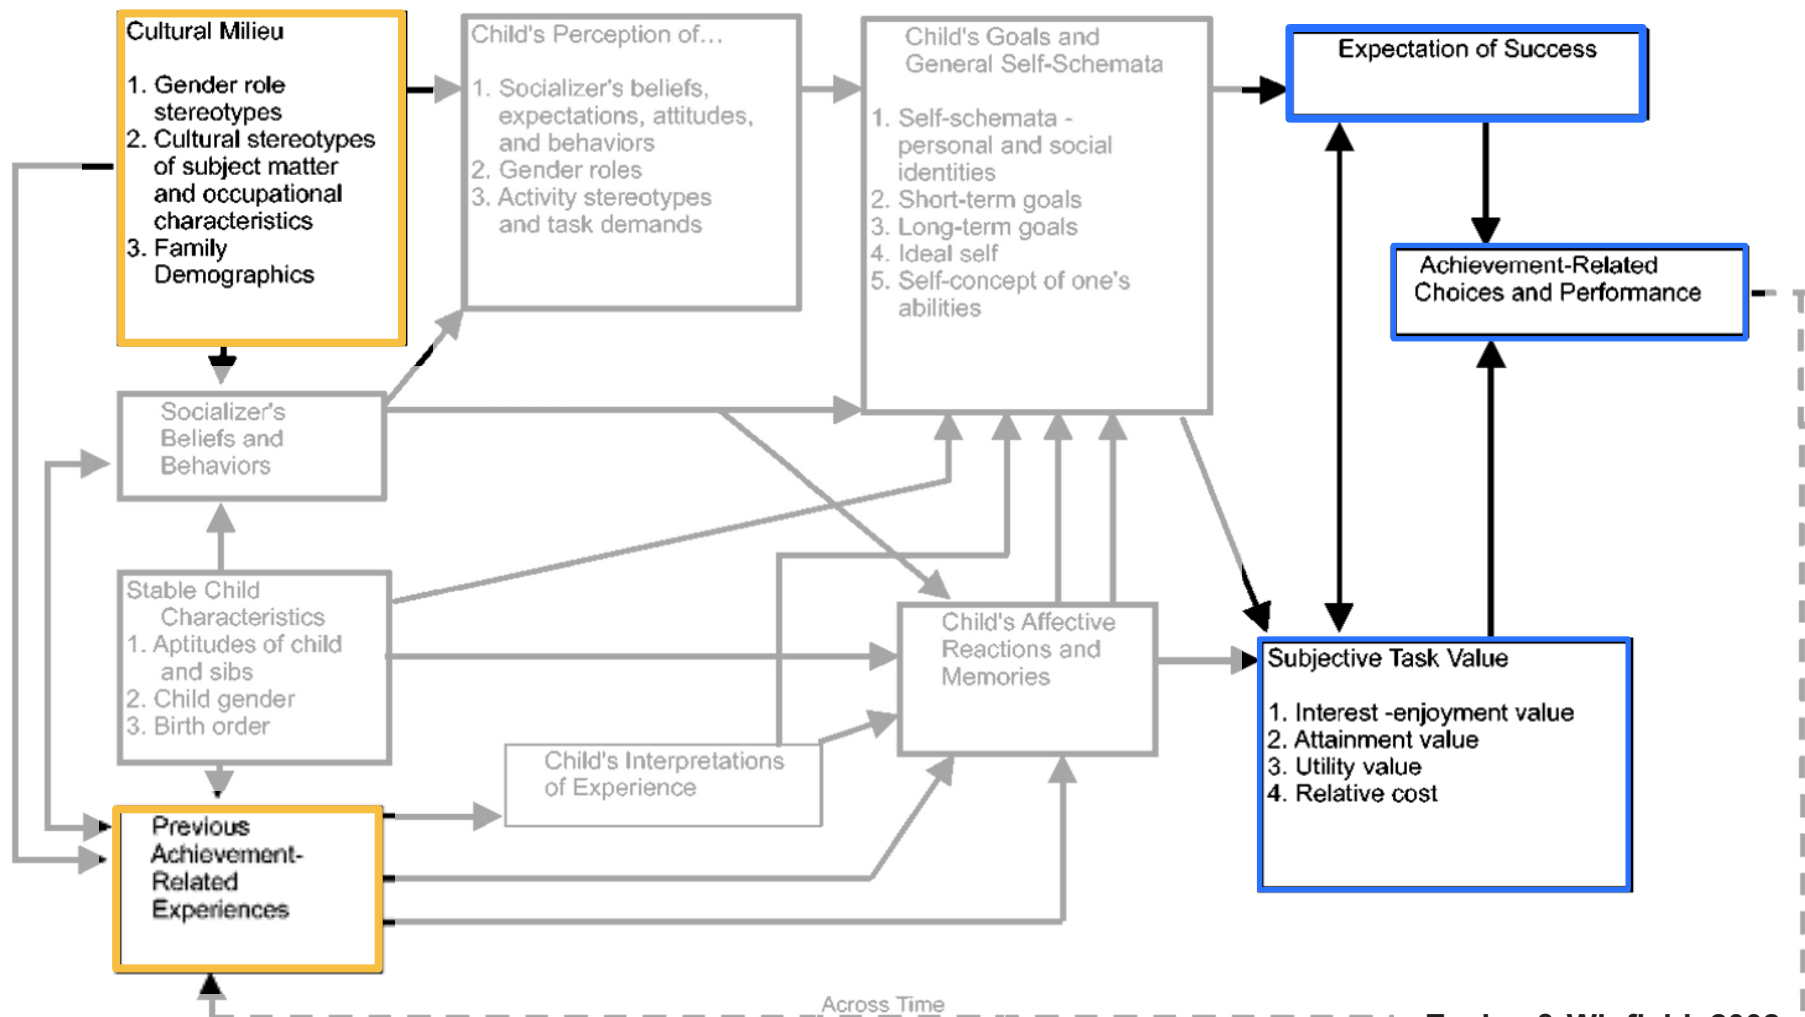 Cultural Milieu
1. Gender role
stereotypes
2. Cultural stereotypes
of subject matter
and occupational
characteristics
3. Family
Demographics
Child's Perception of...
1. Socializer's beliefs,
expectations, attitudes,
and behaviors
2. Gender roles
3. Activity stereotypes
and task demands
Child's Goals and
General Self-Schemata
1. Self-schemata -
personal and social
identities
2. Short-term goals
3. Long-term goals
4. Ideal self
5. Self-concept of one's
abilities
Expectation of Success
Achievement-Related
Choices and Performance
Socializer's
Beliefs and
Behaviors
Stable Child
Characteristics
1. Aptitudes of child
and sibs
2. Child gender
3. Birth order
Child's Affective
Reactions and
Memories
Subjective Task Value
1. Interest -enjoyment value
2. Attainment value
3. Utility value
4. Relative cost
Child's Interpretations
of Experience
Previous
Achievement-
Related
Experiences
Across Time